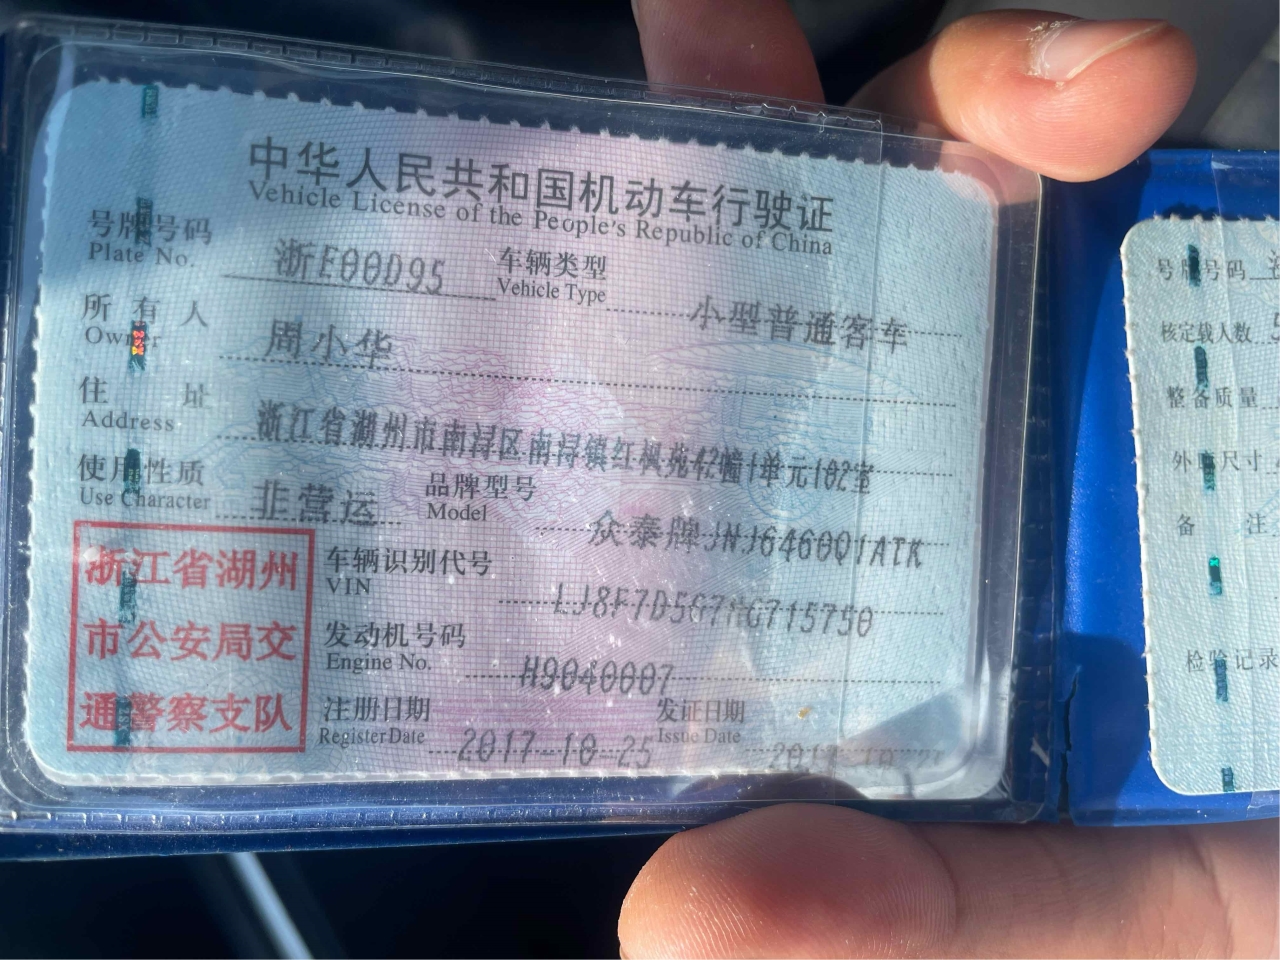 中华人民共和国机动车行驶证
Vehicle License of the People's Republic of China
号牌号码 浙E00D95 车辆类型 小型普通客车
Plate No. Vehicle Type
所有人 周小华
Owner
住址 浙江省湖州市南浔区南浔镇红枫苑42幢1单元102室
Address
使用性质 非营运 品牌型号 众泰牌JNJ6460Q1ATK
Use Character Model
浙江省湖州
市公安局交
通警察支队
车辆识别代号
VIN
发动机号码 H9040007
Engine No.
注册日期 2017-10-25 发证日期
Register Date Issue Date
号牌号码
核定载人数
整备质量
外廓尺寸
备注
检验记录